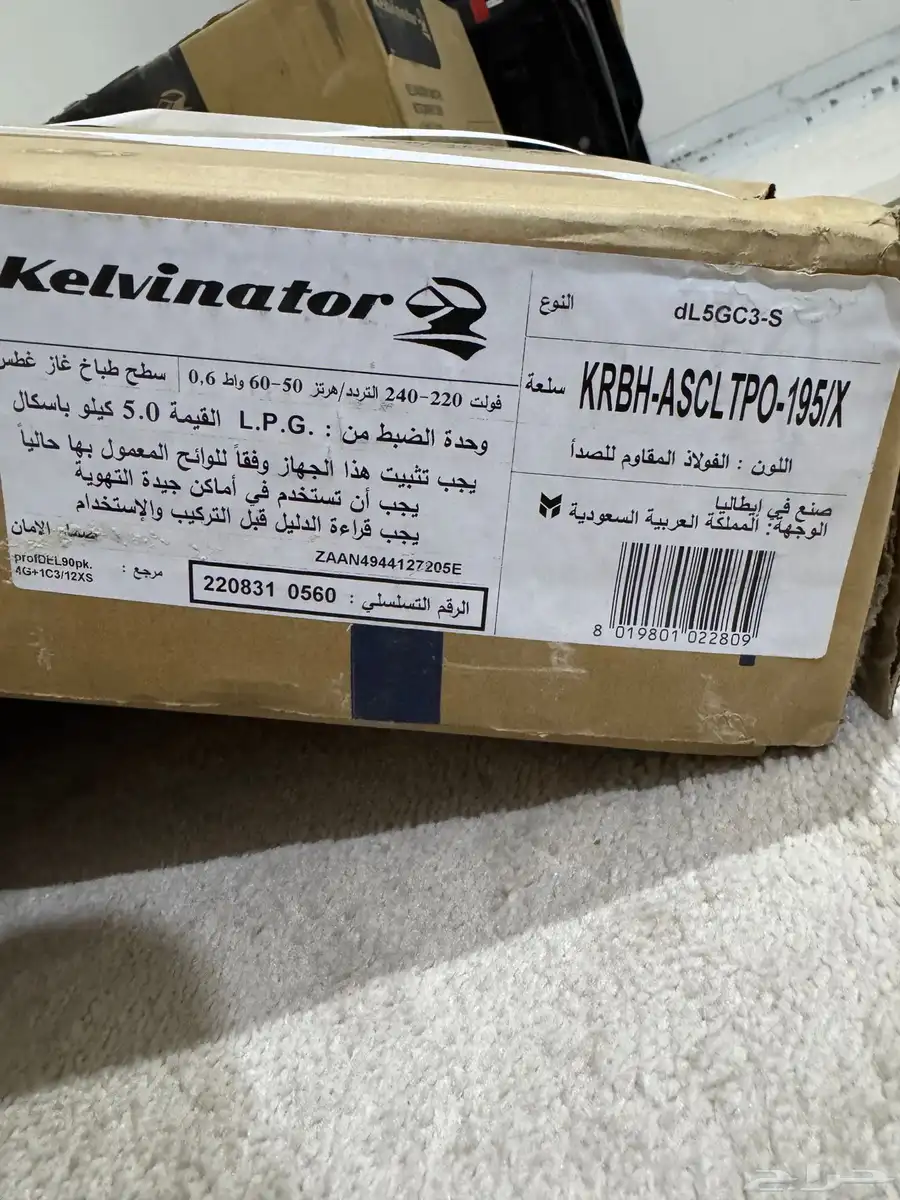 Kelvinator
النوع
dL5GC3-S
سلعة
KRBH-ASCLTPO-195/X
اللون : الفولاذ المقاوم للصدأ
صنع في إيطاليا
الوجهة: المملكة العربية السعودية
8 019801 022809
سطح طباخ غاز غطس
فولت 220-240 التردد/هرتز 50-60 واط 0,6
وحدة الضبط من : L.P.G. القيمة 5.0 كيلو باسكال
يجب تثبيت هذا الجهاز وفقاً للوائح المعمول بها حالياً
يجب أن تستخدم في أماكن جيدة التهوية
يجب قراءة الدليل قبل التركيب والإستخدام
صمام الامان
ZAAN4944127205E
مرجع :
profDEL90pk.
4G+1C3/12XS
الرقم التسلسلي : 220831 0560
حراج